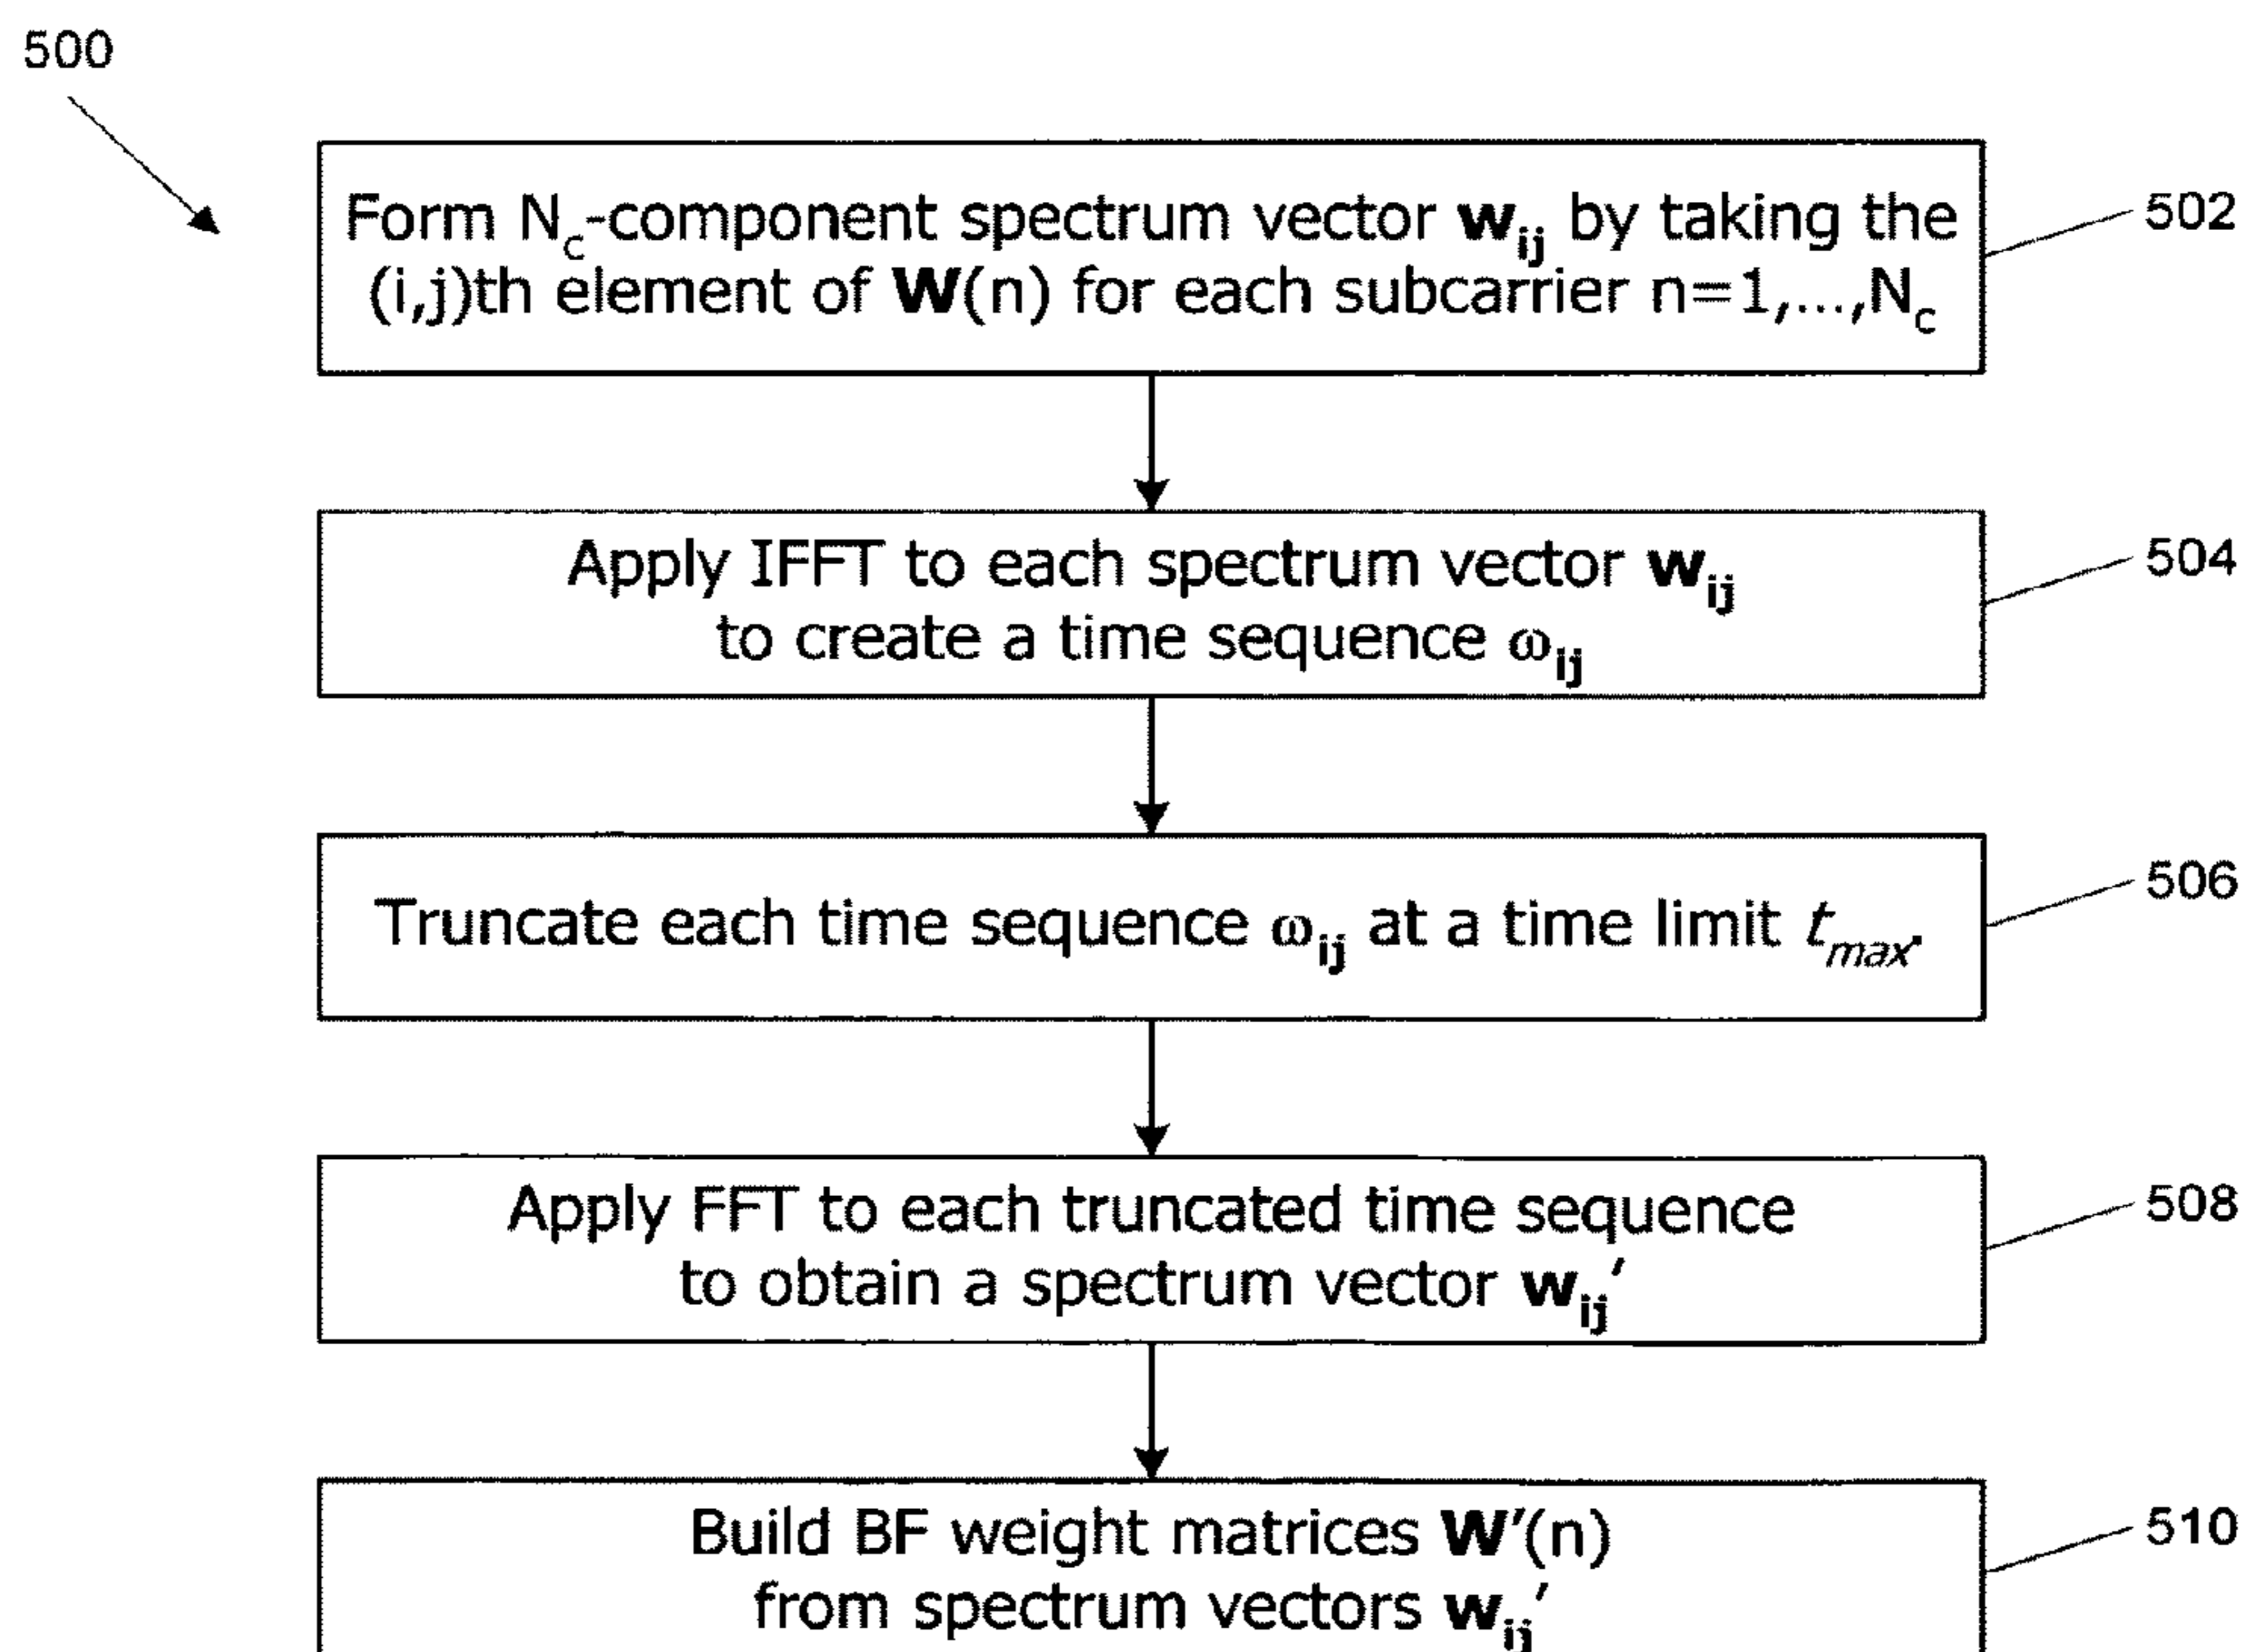 500
Form Nc-component spectrum vector wij by taking the
(i,j)th element of W(n) for each subcarrier n=1,...,Nc
502
Apply IFFT to each spectrum vector wij
to create a time sequence ωij
504
Truncate each time sequence ωij at a time limit tmax.
506
Apply FFT to each truncated time sequence
to obtain a spectrum vector wij′
508
Build BF weight matrices W′(n)
from spectrum vectors wij′
510